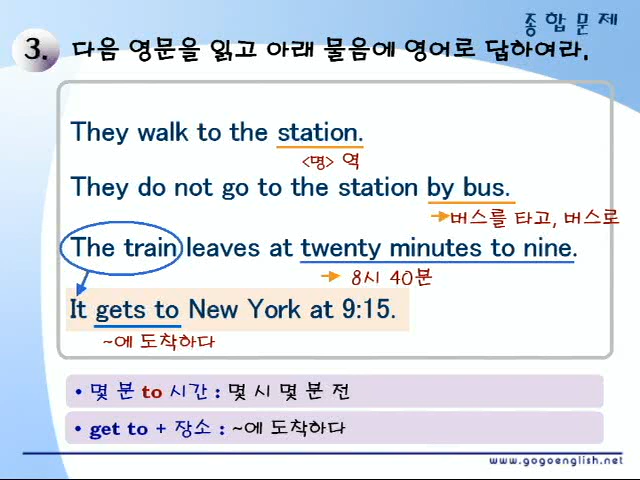 종합문제
3. 다음 영문을 읽고 아래 물음에 영어로 답하여라.
They walk to the station.
<명> 역
They do not go to the station by bus.
→버스를 타고, 버스로
The train leaves at twenty minutes to nine.
→ 8시 40분
It gets to New York at 9:15.
~에 도착하다
• 몇 분 to 시간 : 몇 시 몇 분 전
• get to + 장소 : ~에 도착하다
www.gogoenglish.net